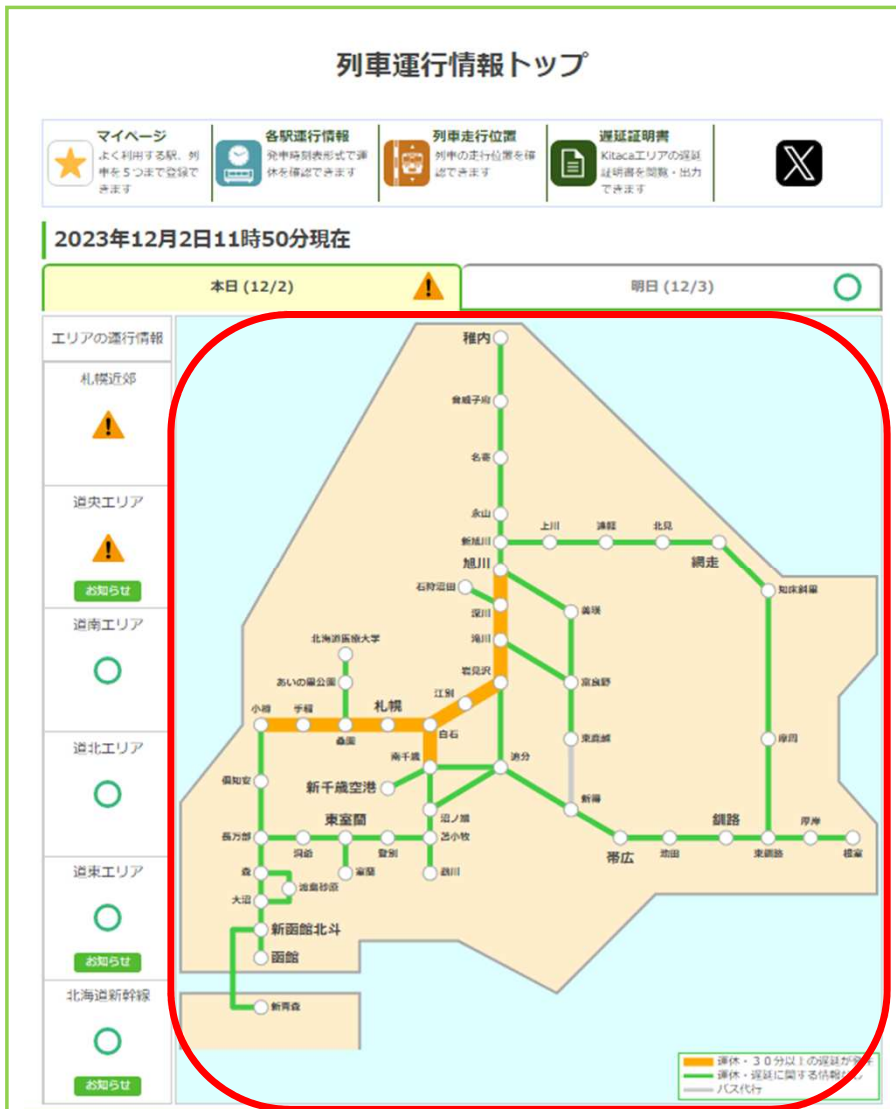 列車運行情報トップ
マイページ
よく利用する駅、列
車を5つまで登録で
きます
各駅運行情報
発車時刻表形式で運
休を確認できます
列車走行位置
列車の走行位置を確
認できます
遅延証明書
Kitacaエリアの遅延
証明書を閲覧・出力
できます
2023年12月2日11時50分現在
本日 (12/2)
明日 (12/3)
エリアの運行情報
札幌近郊
道央エリア
お知らせ
道南エリア
道北エリア
道東エリア
お知らせ
北海道新幹線
お知らせ
稚内
音威子府
名寄
永山
新旭川
上川
遠軽
北見
網走
旭川
石狩沼田
深川
知床斜里
美瑛
滝川
北海道医療大学
岩見沢
あいの里公園
江別
富良野
小樽
手稲
札幌
桑園
白石
東鹿越
摩周
南千歳
追分
倶知安
新千歳空港
新得
沼ノ端
東室蘭
釧路
厚岸
長万部
洞爺
登別
苫小牧
帯広
池田
東釧路
根室
森
渡島砂原
室蘭
鵡川
大沼
新函館北斗
函館
新青森
運休・30分以上の遅延が
運休・遅延に関する情報
バス代行